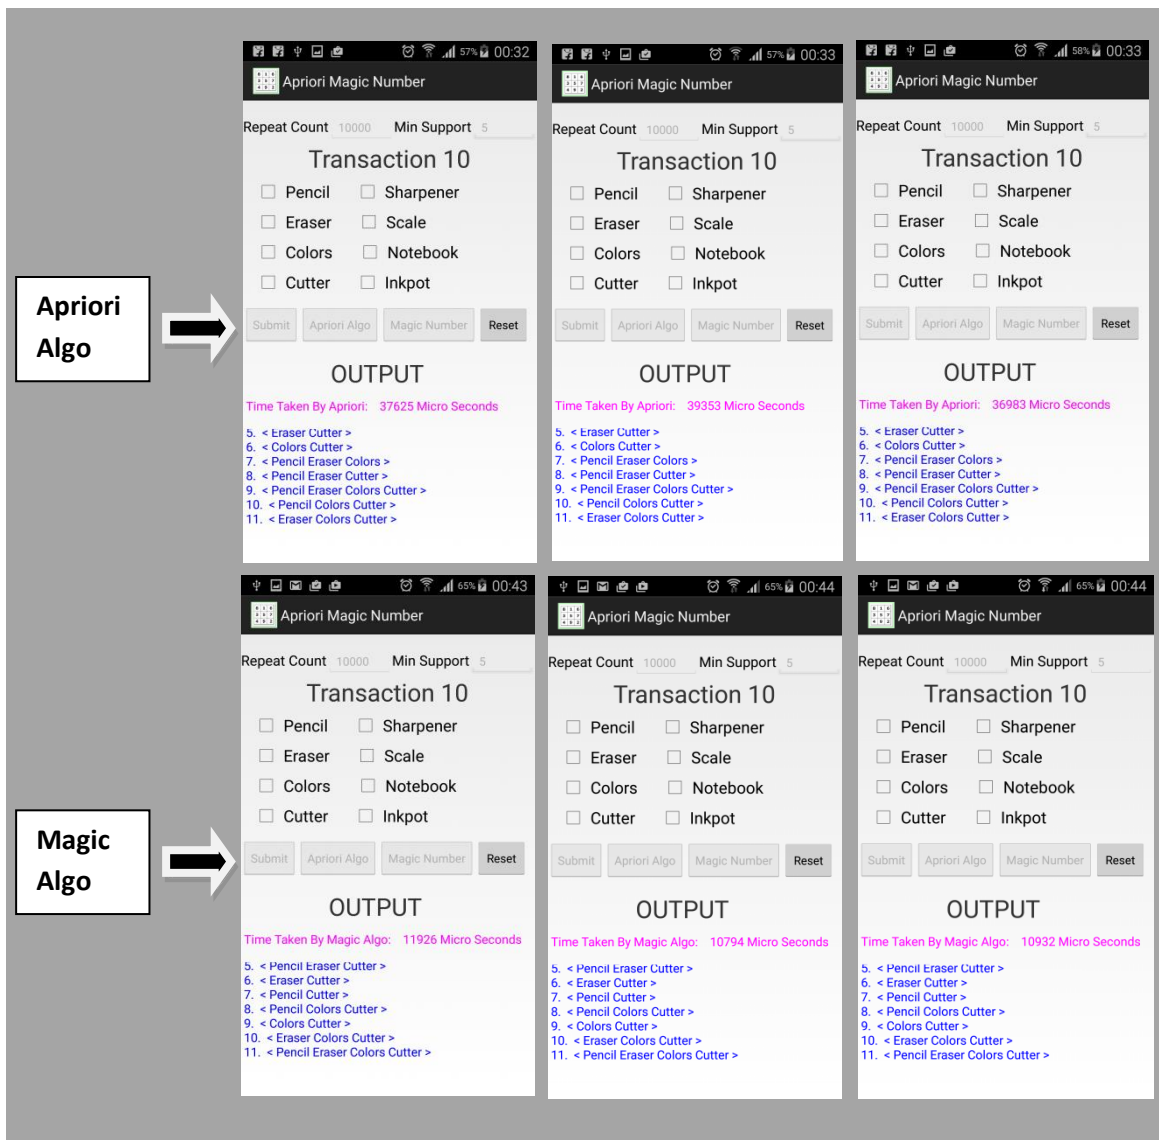 57% 00:32
Apriori Magic Number
Repeat Count 10000 Min Support 5
Transaction 10
Pencil Sharpener
Eraser Scale
Colors Notebook
Cutter Inkpot
Submit Apriori Algo Magic Number Reset
OUTPUT
Time Taken By Apriori: 37625 Micro Seconds
5. < Eraser Cutter >
6. < Colors Cutter >
7. < Pencil Eraser Colors >
8. < Pencil Eraser Cutter >
9. < Pencil Eraser Colors Cutter >
10. < Pencil Colors Cutter >
11. < Eraser Colors Cutter >
57% 00:33
Apriori Magic Number
Repeat Count 10000 Min Support 5
Transaction 10
Pencil Sharpener
Eraser Scale
Colors Notebook
Cutter Inkpot
Submit Apriori Algo Magic Number Reset
OUTPUT
Time Taken By Apriori: 39353 Micro Seconds
5. < Eraser Cutter >
6. < Colors Cutter >
7. < Pencil Eraser Colors >
8. < Pencil Eraser Cutter >
9. < Pencil Eraser Colors Cutter >
10. < Pencil Colors Cutter >
11. < Eraser Colors Cutter >
58% 00:33
Apriori Magic Number
Repeat Count 10000 Min Support 5
Transaction 10
Pencil Sharpener
Eraser Scale
Colors Notebook
Cutter Inkpot
Submit Apriori Algo Magic Number Reset
OUTPUT
Time Taken By Apriori: 36983 Micro Seconds
5. < Eraser Cutter >
6. < Colors Cutter >
7. < Pencil Eraser Colors >
8. < Pencil Eraser Cutter >
9. < Pencil Eraser Colors Cutter >
10. < Pencil Colors Cutter >
11. < Eraser Colors Cutter >
Apriori
Algo
65% 00:43
Apriori Magic Number
Repeat Count 10000 Min Support 5
Transaction 10
Pencil Sharpener
Eraser Scale
Colors Notebook
Cutter Inkpot
Submit Apriori Algo Magic Number Reset
OUTPUT
Time Taken By Magic Algo: 11926 Micro Seconds
5. < Pencil Eraser Cutter >
6. < Eraser Cutter >
7. < Pencil Cutter >
8. < Pencil Colors Cutter >
9. < Colors Cutter >
10. < Eraser Colors Cutter >
11. < Pencil Eraser Colors Cutter >
65% 00:44
Apriori Magic Number
Repeat Count 10000 Min Support 5
Transaction 10
Pencil Sharpener
Eraser Scale
Colors Notebook
Cutter Inkpot
Submit Apriori Algo Magic Number Reset
OUTPUT
Time Taken By Magic Algo: 10794 Micro Seconds
5. < Pencil Eraser Cutter >
6. < Eraser Cutter >
7. < Pencil Cutter >
8. < Pencil Colors Cutter >
9. < Colors Cutter >
10. < Eraser Colors Cutter >
11. < Pencil Eraser Colors Cutter >
65% 00:44
Apriori Magic Number
Repeat Count 10000 Min Support 5
Transaction 10
Pencil Sharpener
Eraser Scale
Colors Notebook
Cutter Inkpot
Submit Apriori Algo Magic Number Reset
OUTPUT
Time Taken By Magic Algo: 10932 Micro Seconds
5. < Pencil Eraser Cutter >
6. < Eraser Cutter >
7. < Pencil Cutter >
8. < Pencil Colors Cutter >
9. < Colors Cutter >
10. < Eraser Colors Cutter >
11. < Pencil Eraser Colors Cutter >
Magic
Algo